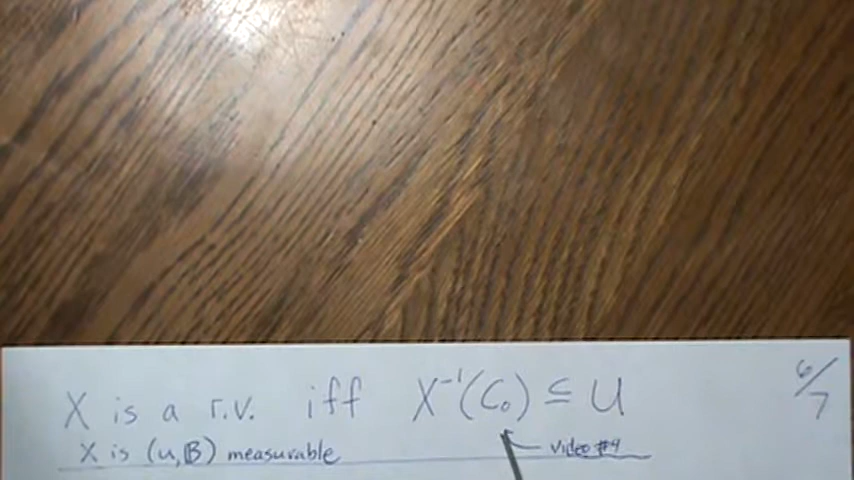 X is a r.v. iff X⁻¹(C₀) ⊆ U
6/7
X is (U, B) measurable
video #4